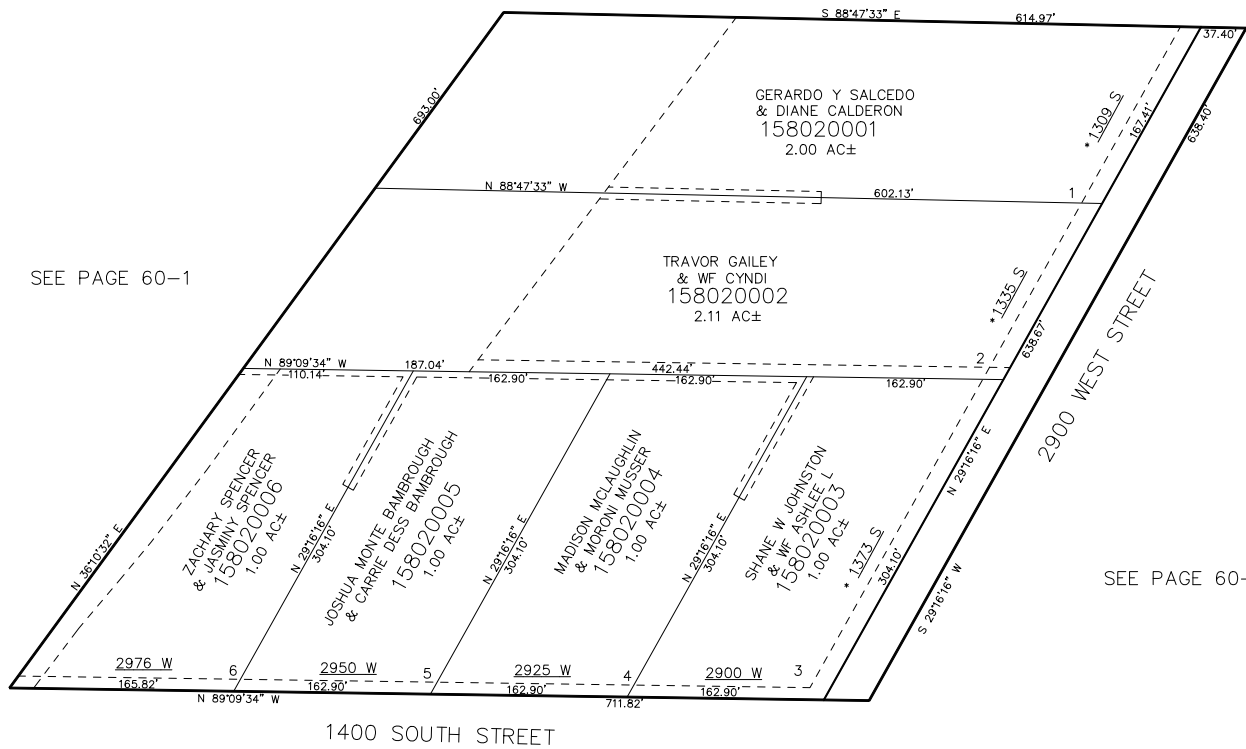 S 88°47'33" E
614.97'
37.40'
693.00'
GERARDO Y SALCEDO
& DIANE CALDERON
158020001
2.00 AC±
*1309 S
167.41'
638.40'
N 88°47'33" W
602.13'
1
SEE PAGE 60-1
TRAVOR GAILEY
& WF CYNDI
158020002
2.11 AC±
*1335 S
638.67'
2900 WEST STREET
N 89°09'34" W
187.04'
442.44'
2
110.14'
162.90'
162.90'
162.90'
N 29°16'16" E
ZACHARY SPENCER
& JASMINY SPENCER
158020006
1.00 AC±
N 29°16'16" E
304.10'
JOSHUA MONTE BAMBROUGH
& CARRIE DESS BAMBROUGH
158020005
1.00 AC±
N 29°16'16" E
304.10'
MADISON MCLAUGHLIN
& MORONI MUSSER
158020004
1.00 AC±
N 29°16'16" E
304.10'
SHANE W JOHNSTON
& WF ASHLEE L
158020003
1.00 AC±
* 1373 S
304.10'
N 36°10'32" E
S 29°16'16" W
SEE PAGE 60-
2976 W
6
2950 W
5
2925 W
4
2900 W
3
165.82'
162.90'
162.90'
162.90'
N 89°09'34" W
711.82'
1400 SOUTH STREET